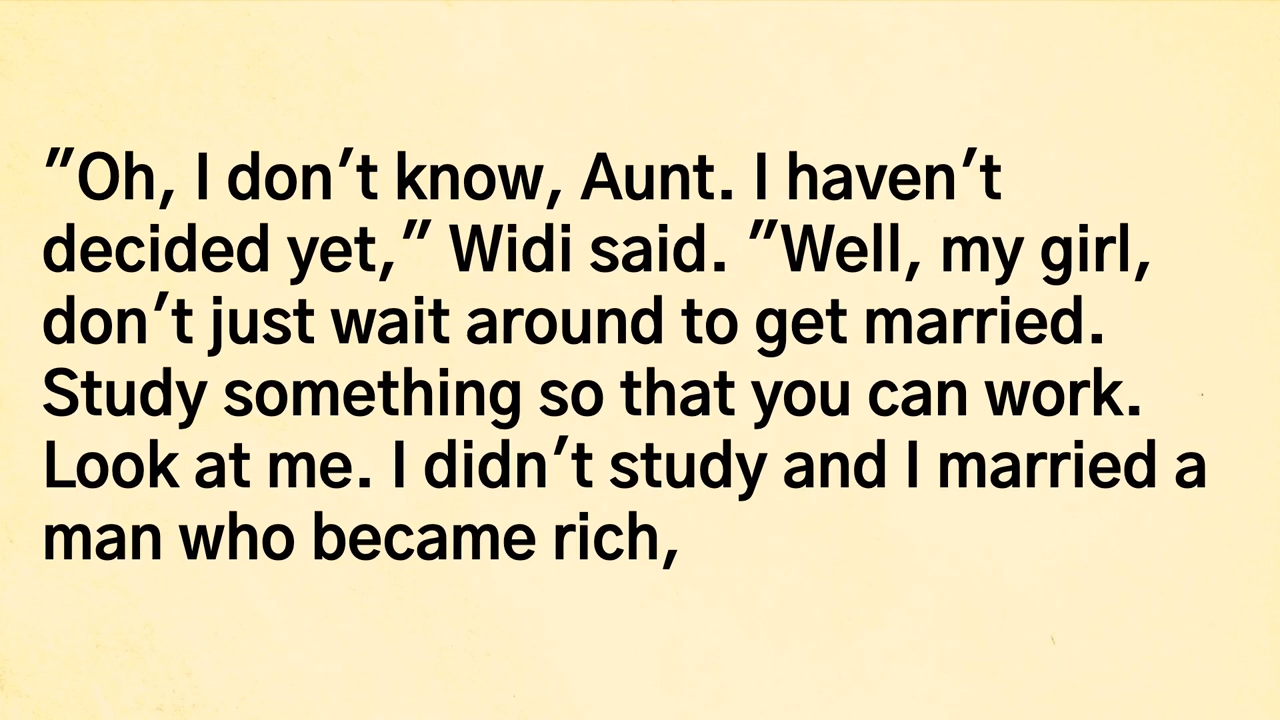 "Oh, I don't know, Aunt. I haven't
decided yet," Widi said. "Well, my girl,
don't just wait around to get married.
Study something so that you can work.
Look at me. I didn't study and I married a
man who became rich,